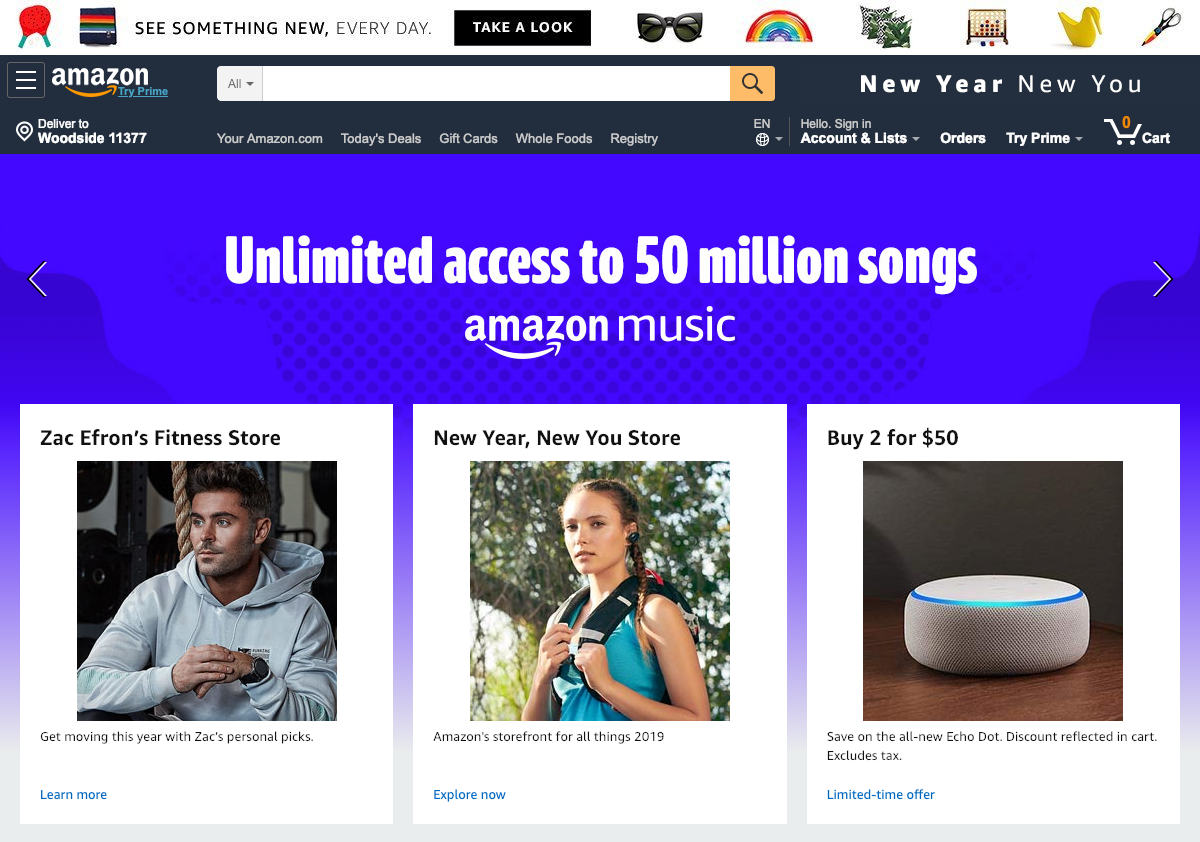 SEE SOMETHING NEW, EVERY DAY.
TAKE A LOOK
amazon
Try Prime
All
New Year New You
Deliver to
Woodside 11377
Your Amazon.com
Today's Deals
Gift Cards
Whole Foods
Registry
EN
Hello. Sign in
Account & Lists
Orders
Try Prime
0
Cart
Unlimited access to 50 million songs
amazon music
Zac Efron’s Fitness Store
Get moving this year with Zac's personal picks.
Learn more
New Year, New You Store
Amazon's storefront for all things 2019
Explore now
Buy 2 for $50
Save on the all-new Echo Dot. Discount reflected in cart.
Excludes tax.
Limited-time offer